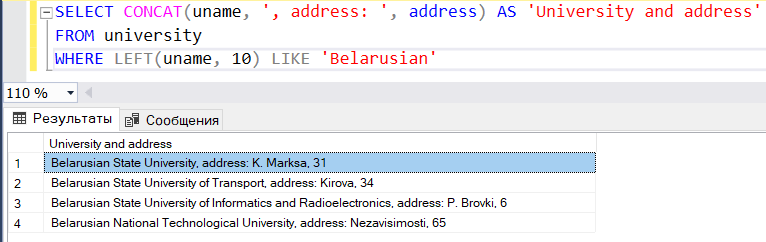 SELECT CONCAT(uname, ', address: ', address) AS 'University and address'
FROM university
WHERE LEFT(uname, 10) LIKE 'Belarusian'
110 %
Результаты Сообщения
University and address
1 Belarusian State University, address: K. Marksa, 31
2 Belarusian State University of Transport, address: Kirova, 34
3 Belarusian State University of Informatics and Radioelectronics, address: P. Brovki, 6
4 Belarusian National Technological University, address: Nezavisimosti, 65